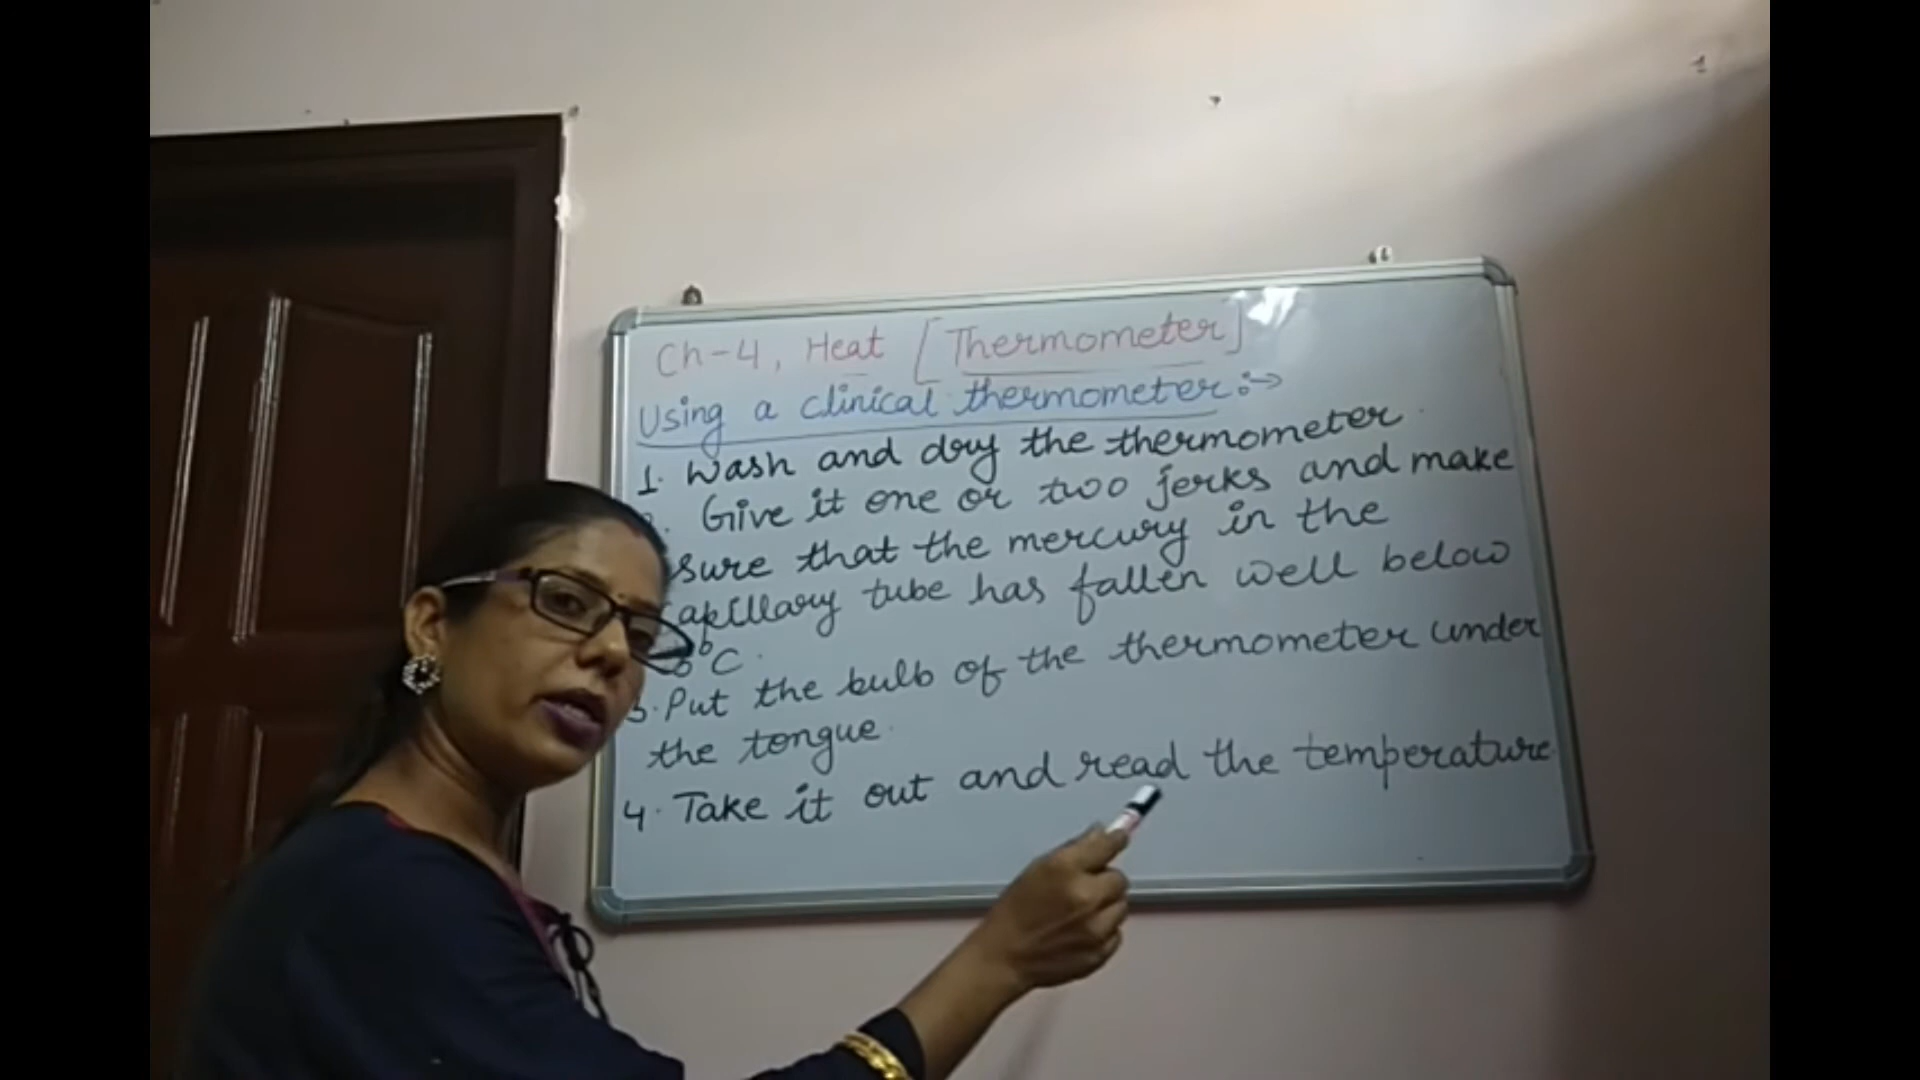 Ch-4, Heat [Thermometer]
Using a clinical thermometer:→
1. Wash and dry the thermometer.
Give it one or two jerks and make
sure that the mercury in the
apillary tube has fallen well below
°C.
3. Put the bulb of the thermometer under
the tongue.
4. Take it out and read the temperature